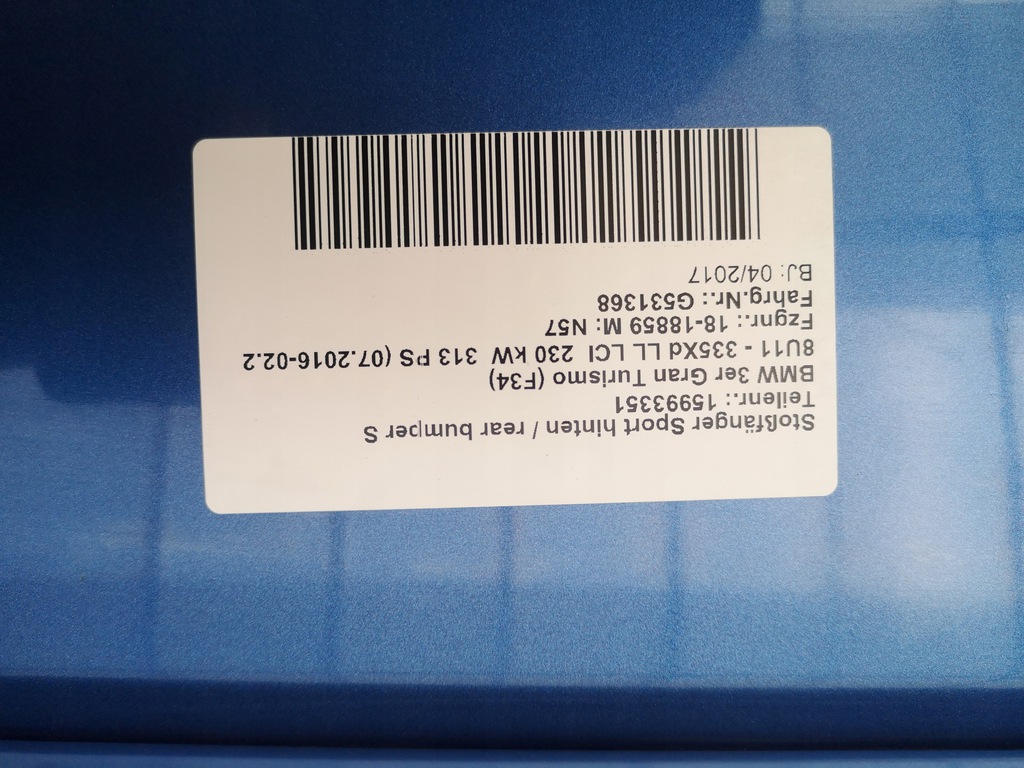 Stoßfänger Sport hinten / rear bumper S
Teilenr.: 15993351
BMW 3er Gran Turismo (F34)
8U11 - 335Xd LL LCI 230 kW 313 PS (07.2016-02.2
Fzgnr.: 18-18859 M: N57
Fahrg.Nr.: G531368
BJ: 04/2017